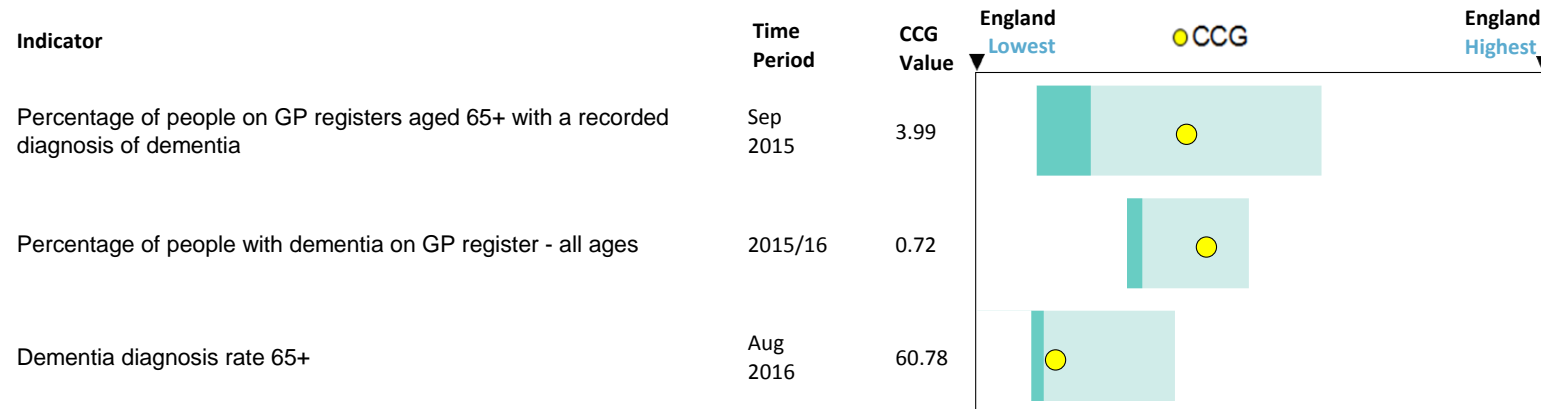 Indicator
Time
Period
CCG
Value
England
Lowest
CCG
England
Highest
Percentage of people on GP registers aged 65+ with a recorded
diagnosis of dementia
Sep
2015
3.99
Percentage of people with dementia on GP register - all ages
2015/16
0.72
Dementia diagnosis rate 65+
Aug
2016
60.78